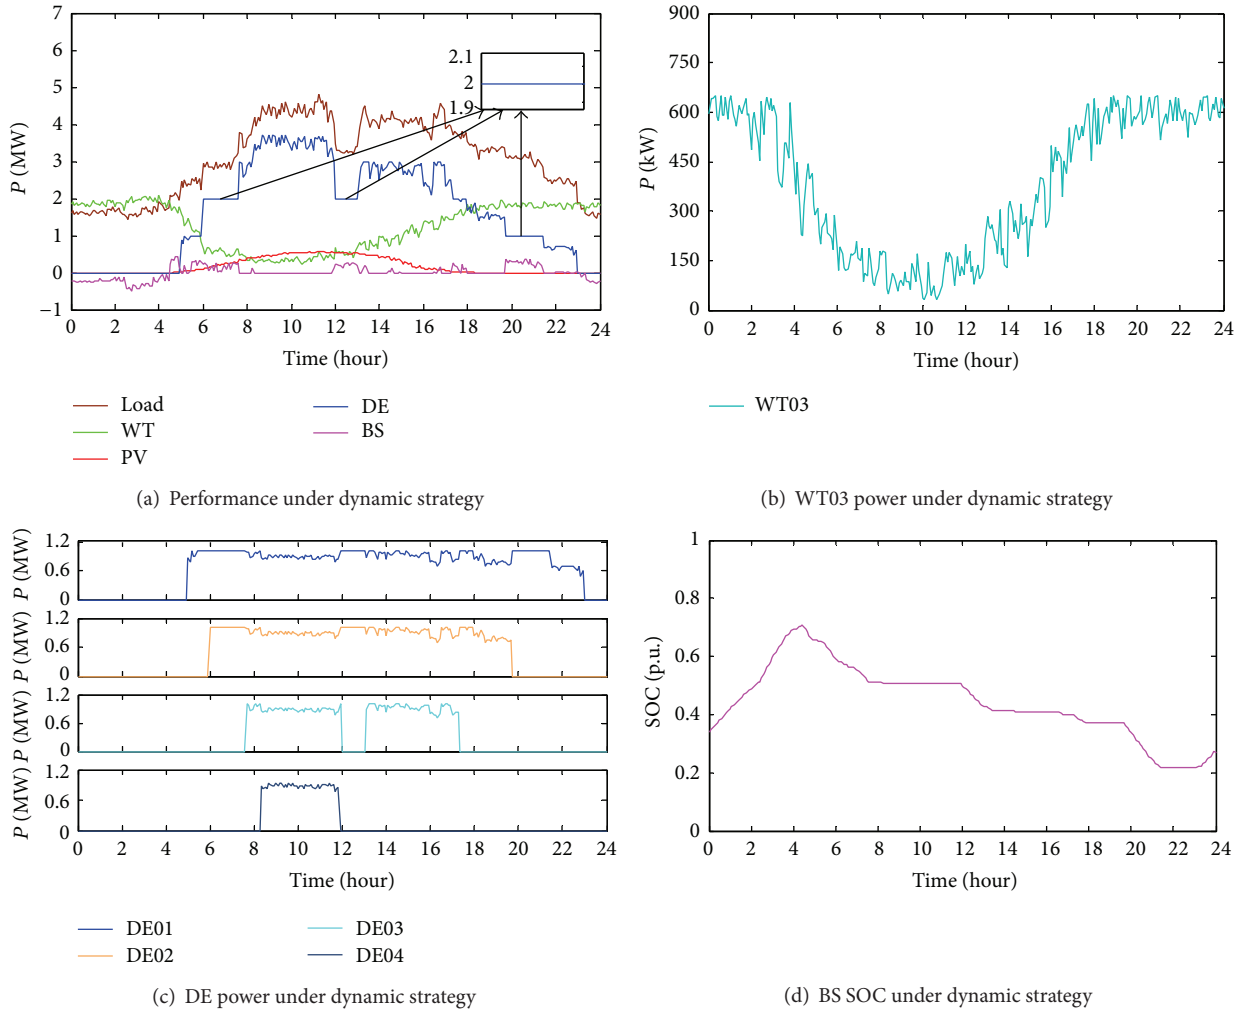 7
6
5
4
3
2
1
0
−1
P (MW)
2.1
2
1.9
0 2 4 6 8 10 12 14 16 18 20 22 24
Time (hour)
Load
WT
PV
DE
BS
(a) Performance under dynamic strategy
900
750
600
450
300
150
0
P (kW)
0 2 4 6 8 10 12 14 16 18 20 22 24
Time (hour)
WT03
(b) WT03 power under dynamic strategy
1.2
0.6
0
P (MW)
1.2
0.6
0
P (MW)
1.2
0.6
0
P (MW)
1.2
0.6
0
P (MW)
0 2 4 6 8 10 12 14 16 18 20 22 24
Time (hour)
DE01
DE02
DE03
DE04
(c) DE power under dynamic strategy
1
0.8
0.6
0.4
0.2
0
SOC (p.u.)
0 2 4 6 8 10 12 14 16 18 20 22 24
Time (hour)
(d) BS SOC under dynamic strategy